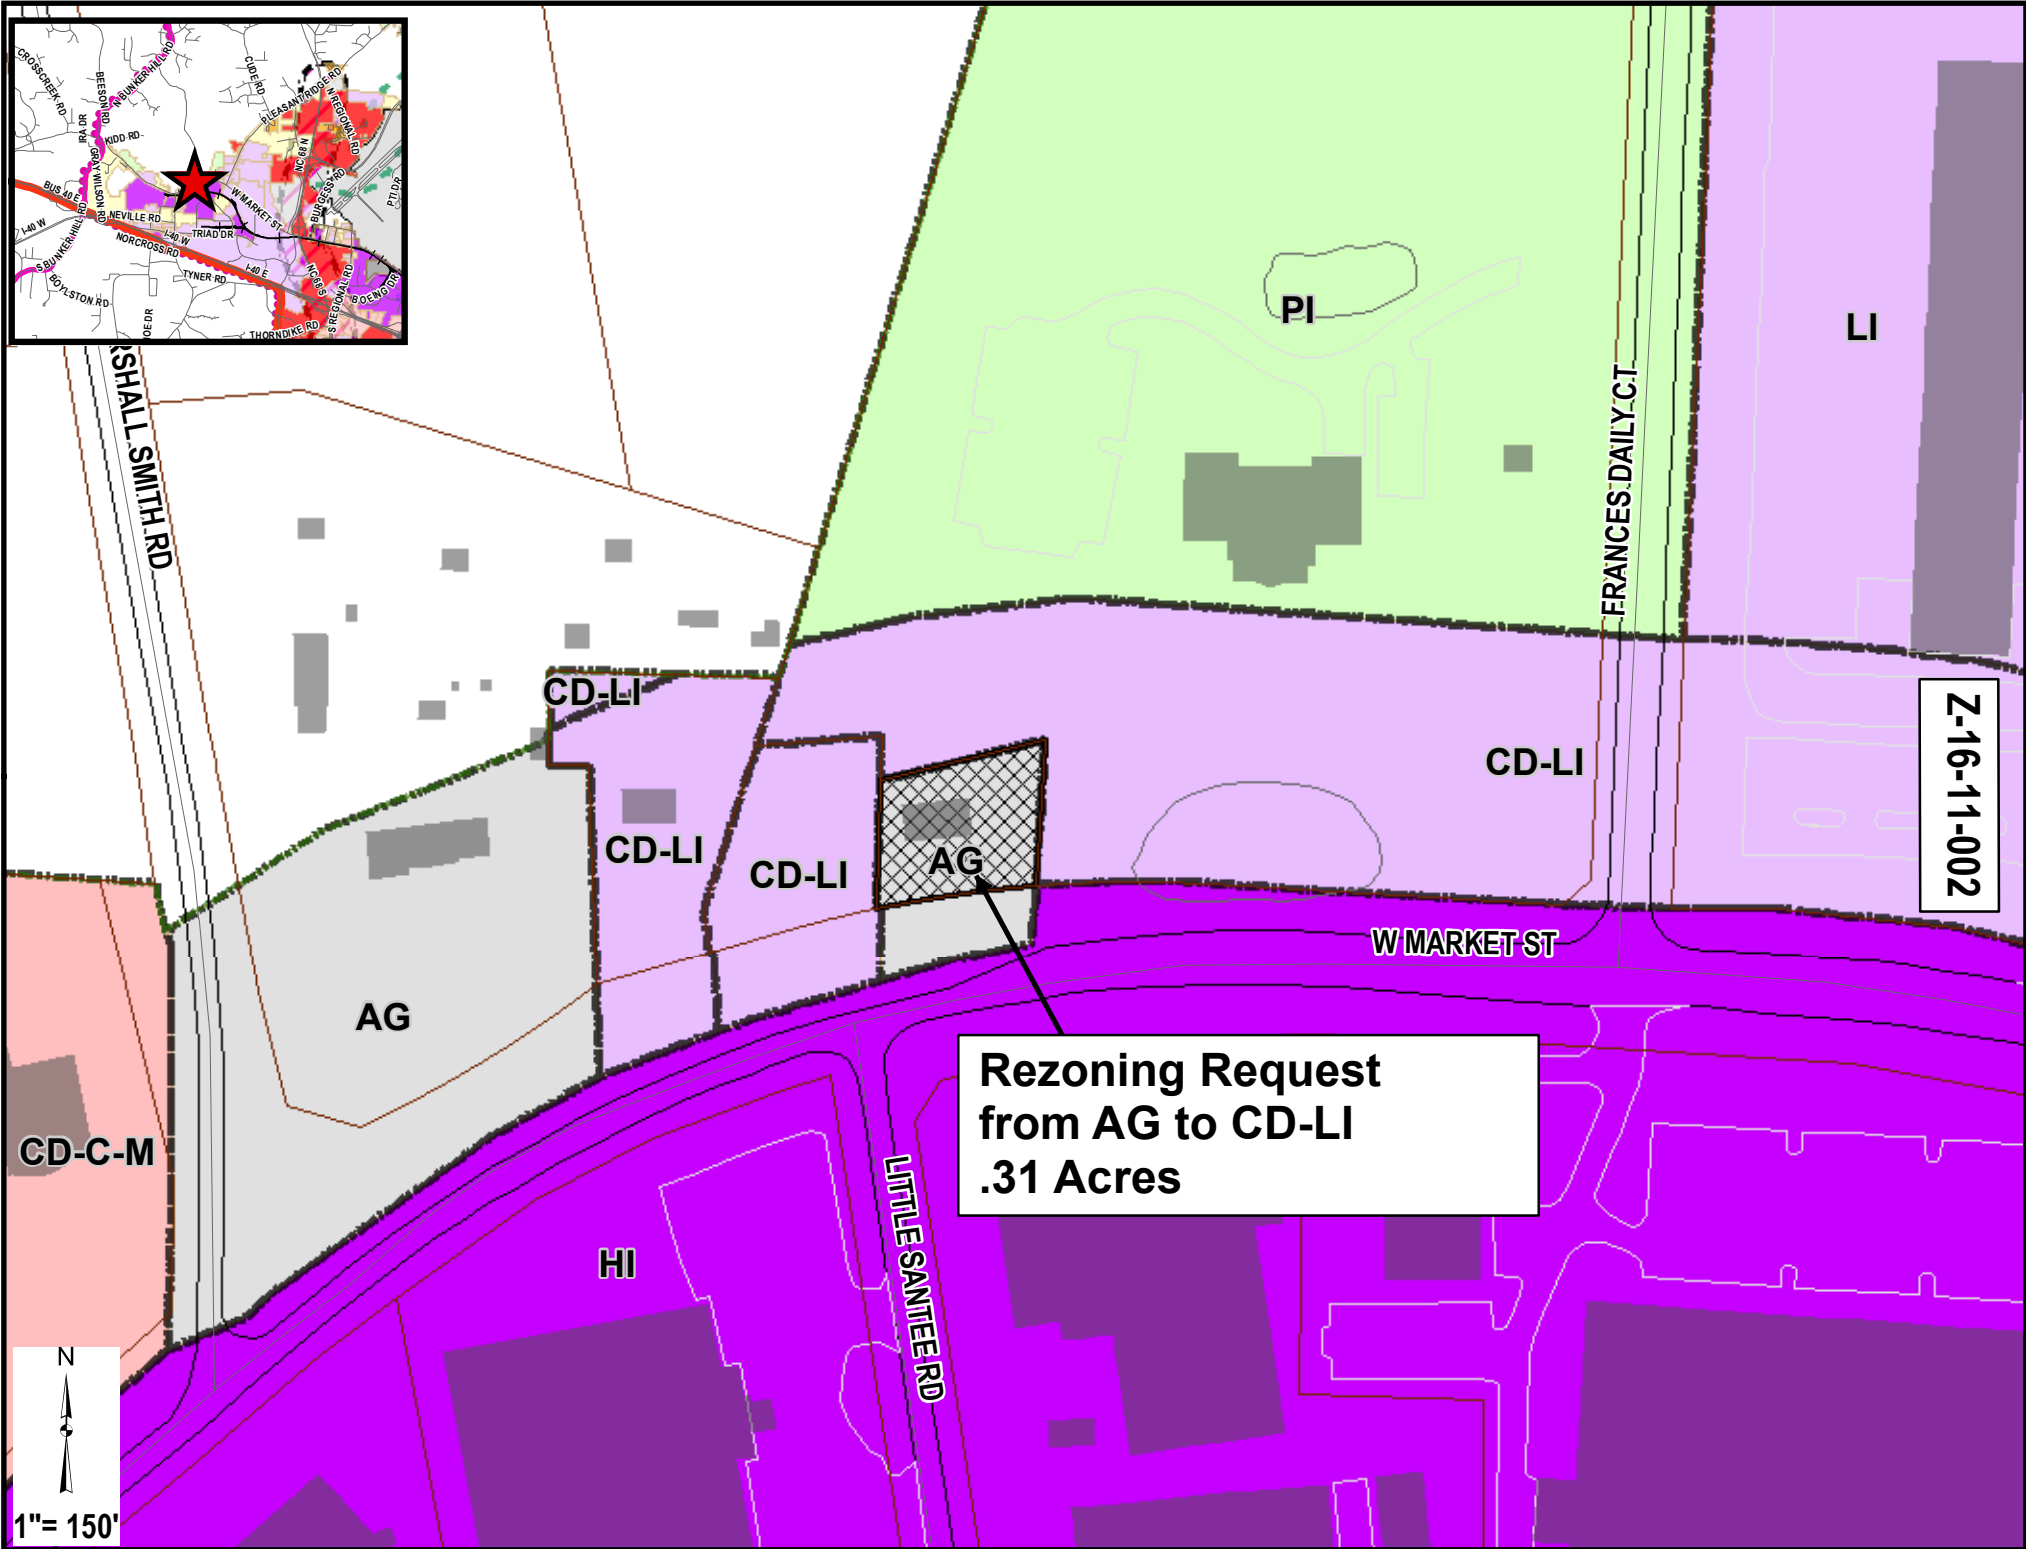 CROSSCREEK RD
BEESON RD
N BUNKER HILL RD
CUDE RD
PLEASANT RIDGE RD
N REGIONAL RD
IRA DR
KIDD RD
GRAY WILSON RD
NC 68 N
BURGESS RD
PTI DR
BUS 40 E
W MARKET ST
NEVILLE RD
I-40 W
I-40 W
TRIAD DR
NORCROSS RD
S BUNKER HILL RD
I-40 E
TYNER RD
NC 68 S
S REGIONAL RD
BOEING DR
BOYLSTON RD
JOE DR
THORNDIKE RD
RSHALL SMITH RD
PI
LI
FRANCES DAILY CT
CD-LI
Z-16-11-002
CD-LI
CD-LI
CD-LI
AG
W MARKET ST
AG
Rezoning Request
from AG to CD-LI
.31 Acres
CD-C-M
HI
LITTLE SANTEE RD
N
1"= 150'